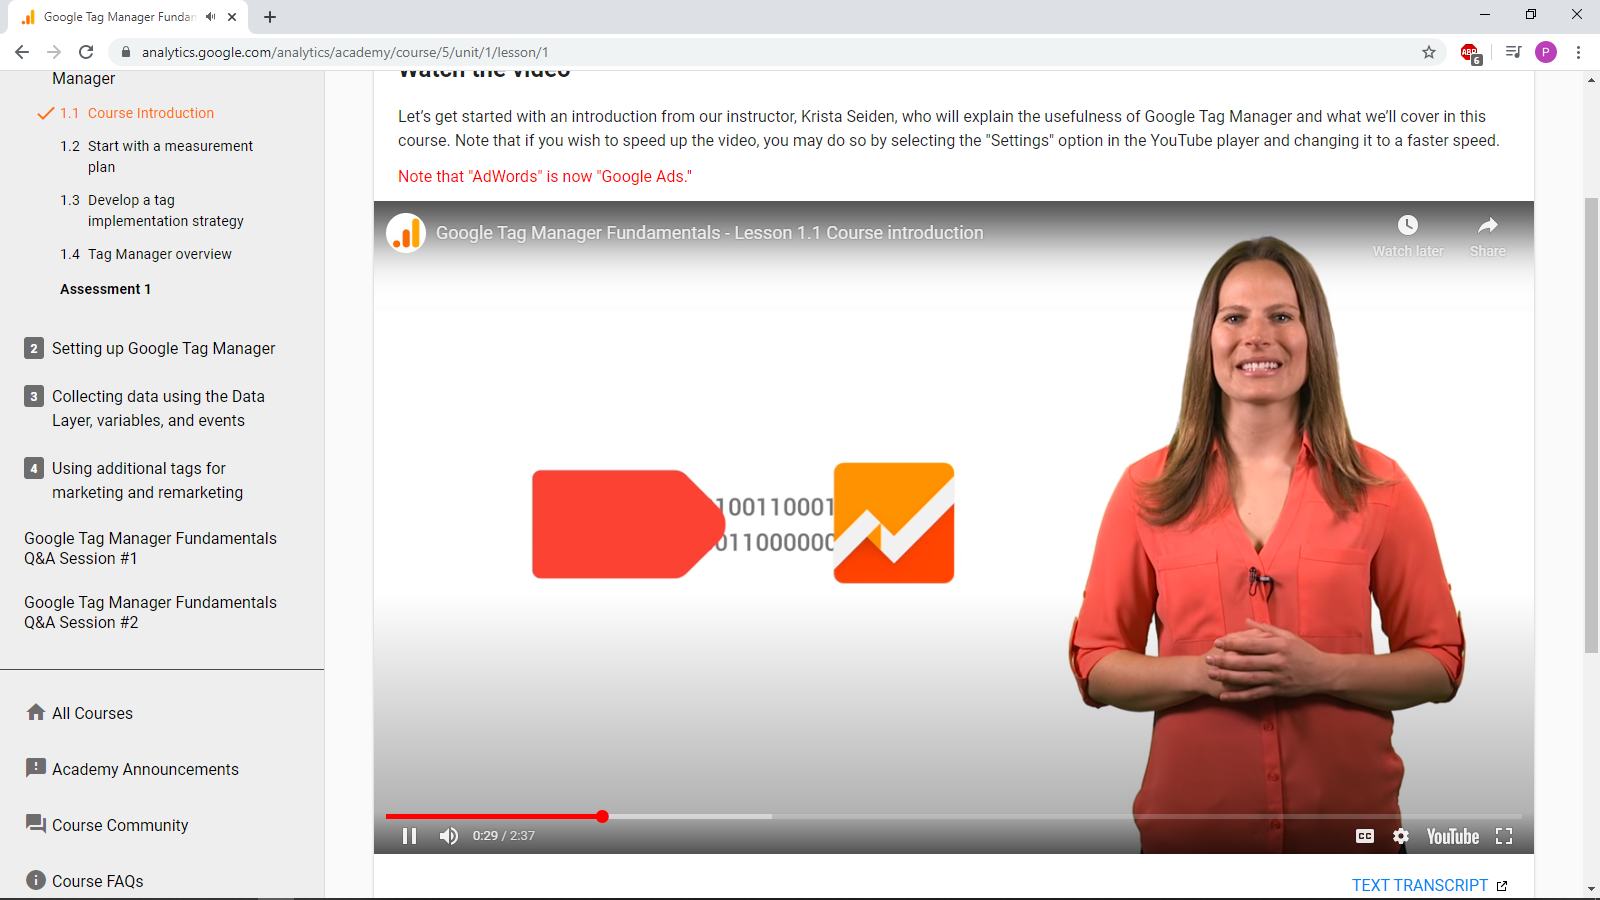 Google Tag Manager Fundam
analytics.google.com/analytics/academy/course/5/unit/1/lesson/1
ABP
6
P
Manager
1.1 Course Introduction
1.2 Start with a measurement
plan
1.3 Develop a tag
implementation strategy
1.4 Tag Manager overview
Assessment 1
2 Setting up Google Tag Manager
3 Collecting data using the Data
Layer, variables, and events
4 Using additional tags for
marketing and remarketing
Google Tag Manager Fundamentals
Q&A Session #1
Google Tag Manager Fundamentals
Q&A Session #2
All Courses
Academy Announcements
Course Community
Course FAQs
Watch the video
Let’s get started with an introduction from our instructor, Krista Seiden, who will explain the usefulness of Google Tag Manager and what we’ll cover in this
course. Note that if you wish to speed up the video, you may do so by selecting the "Settings" option in the YouTube player and changing it to a faster speed.
Note that "AdWords" is now "Google Ads."
Google Tag Manager Fundamentals - Lesson 1.1 Course introduction
Watch later
Share
100110001
011000000
0:29 / 2:37
CC
YouTube
TEXT TRANSCRIPT